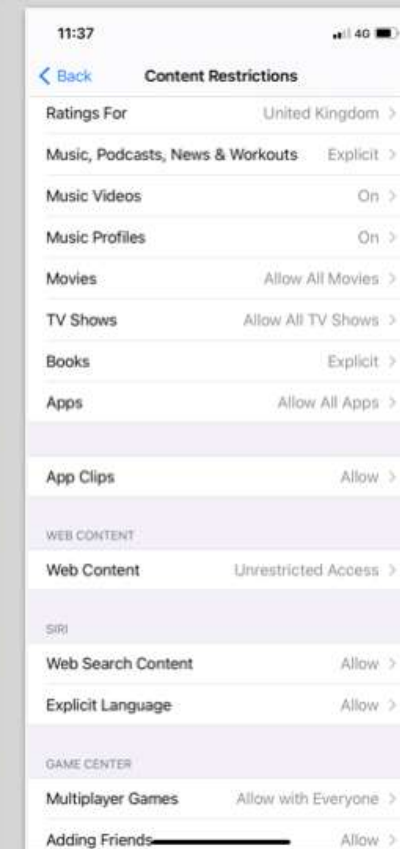 11:37 4G
Back Content Restrictions
Ratings For United Kingdom
Music, Podcasts, News & Workouts Explicit
Music Videos On
Music Profiles On
Movies Allow All Movies
TV Shows Allow All TV Shows
Books Explicit
Apps Allow All Apps
App Clips Allow
WEB CONTENT
Web Content Unrestricted Access
SIRI
Web Search Content Allow
Explicit Language Allow
GAME CENTER
Multiplayer Games Allow with Everyone
Adding Friends Allow